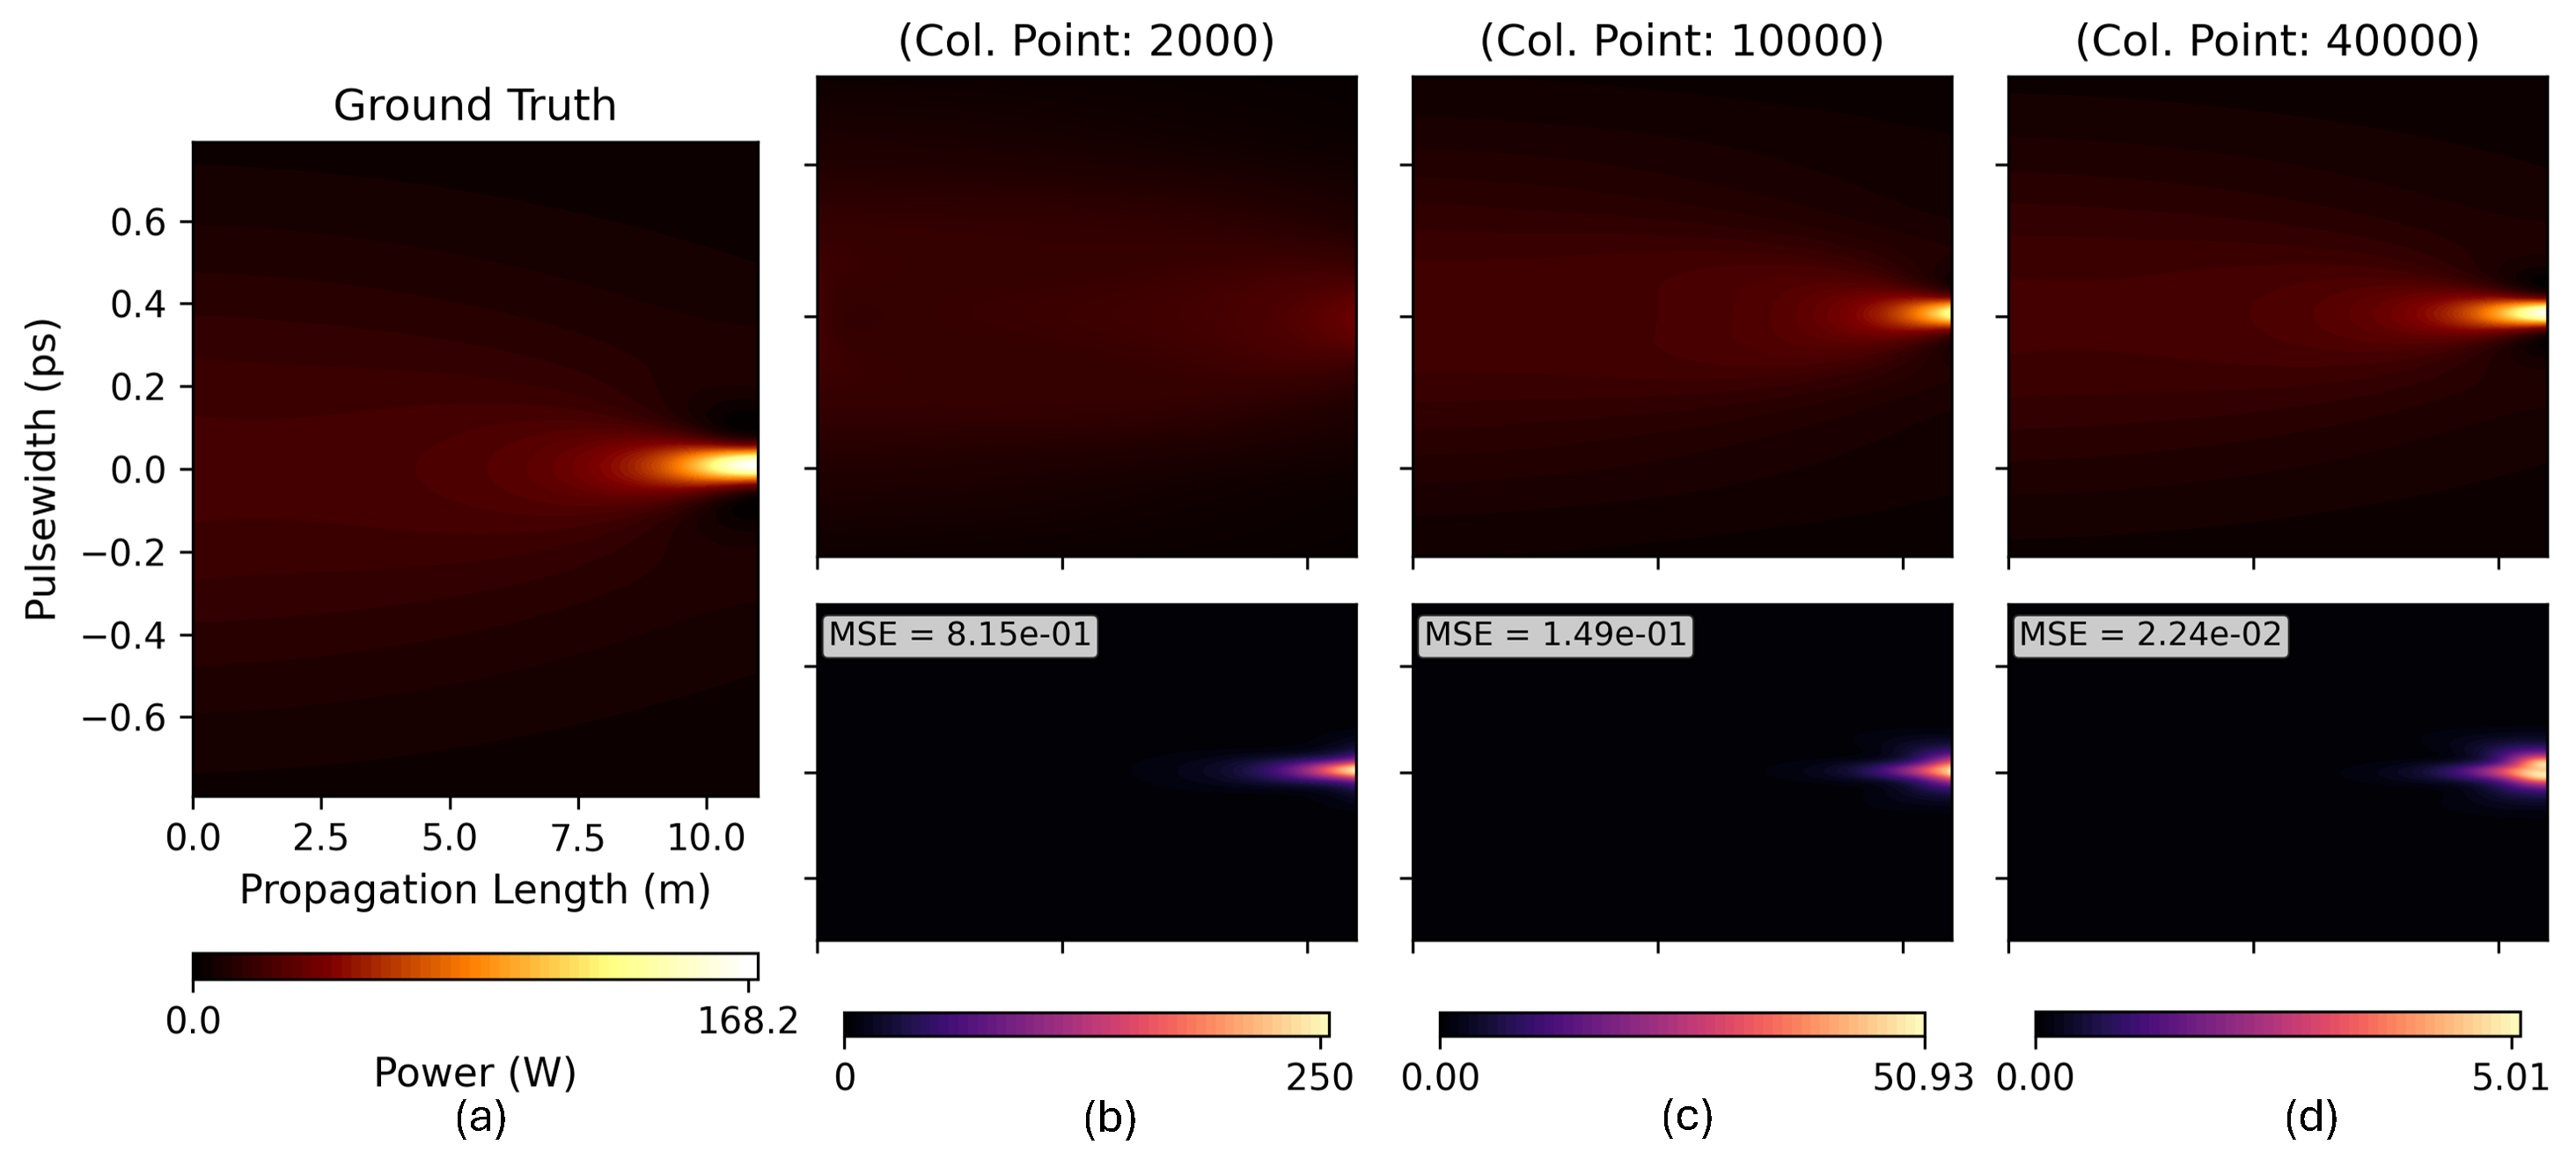 Ground Truth
Pulsewidth (ps)
0.6
0.4
0.2
0.0
−0.2
−0.4
−0.6
0.0 2.5 5.0 7.5 10.0
Propagation Length (m)
0.0 168.2
Power (W)
(a)
(Col. Point: 2000)
MSE = 8.15e-01
0 250
(b)
(Col. Point: 10000)
MSE = 1.49e-01
0.00 50.93
(c)
(Col. Point: 40000)
MSE = 2.24e-02
0.00 5.01
(d)